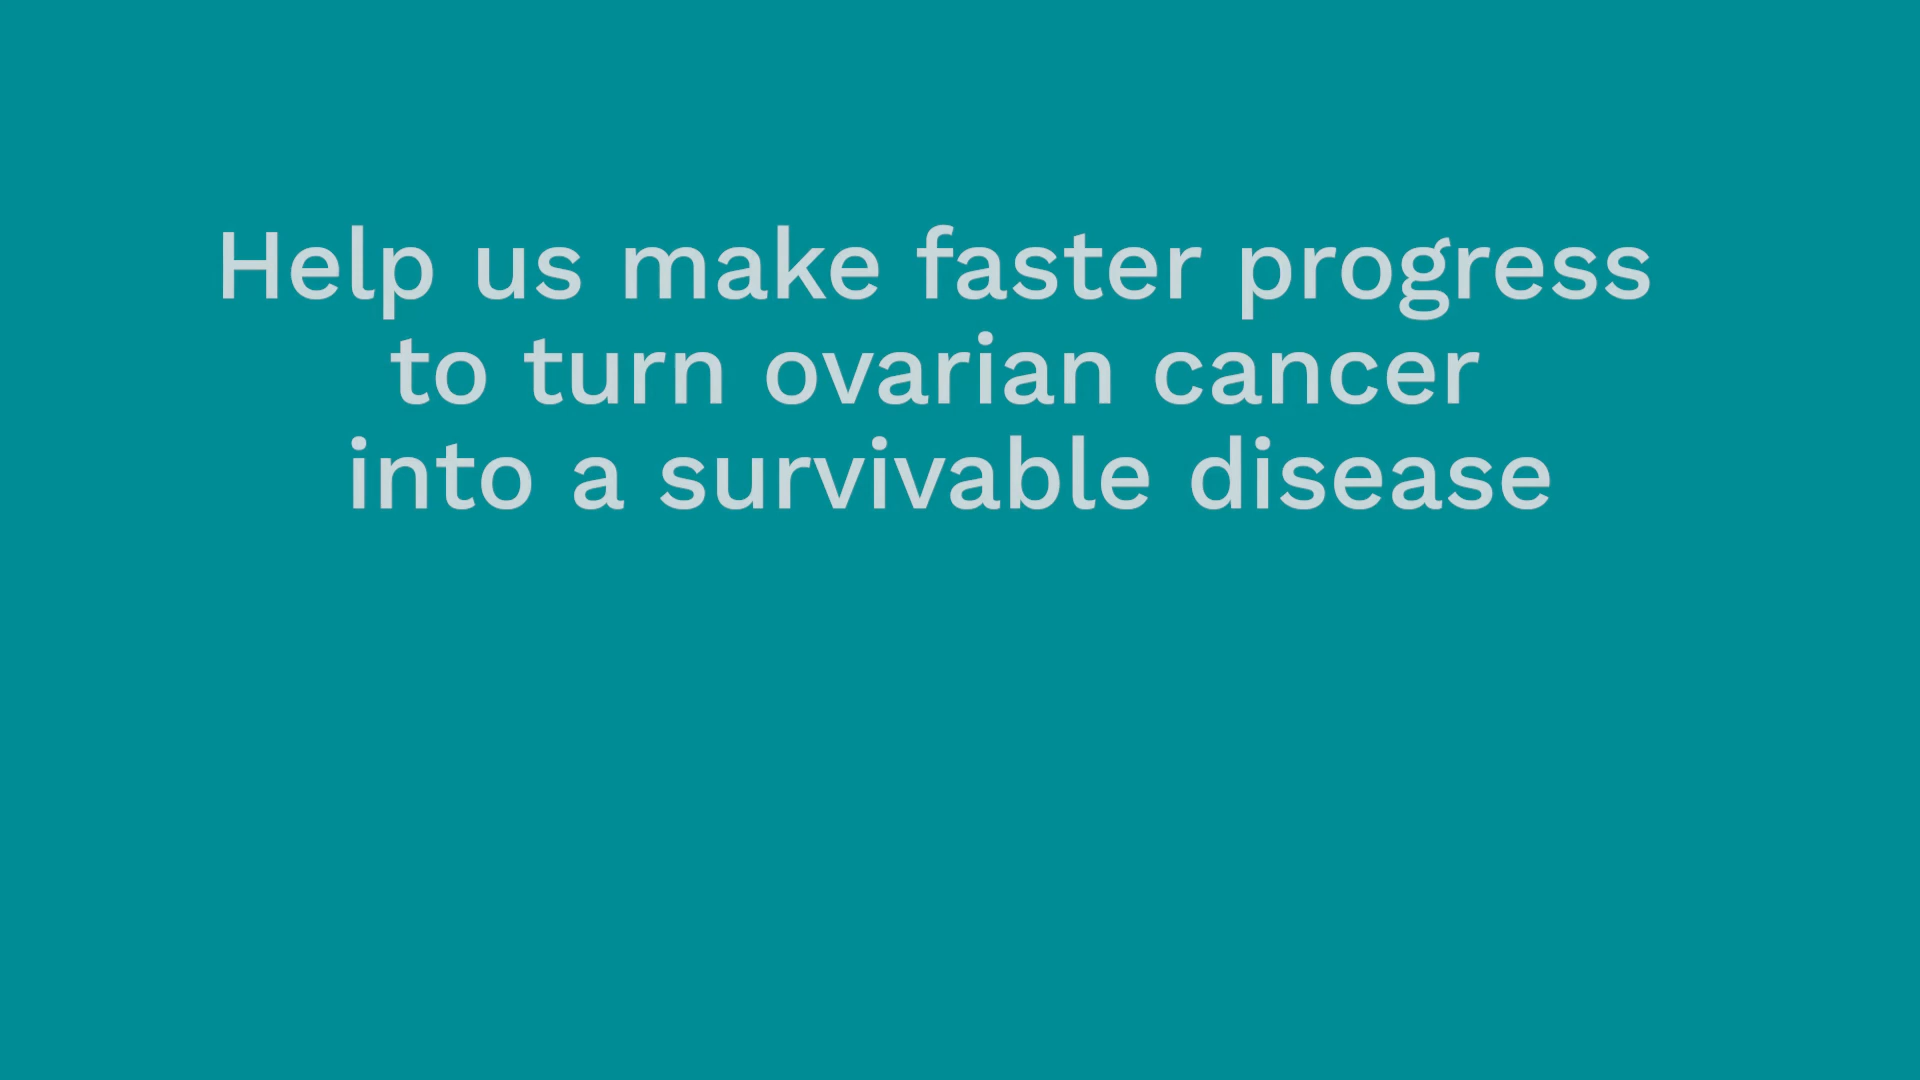 Help us make faster progress
to turn ovarian cancer
into a survivable disease